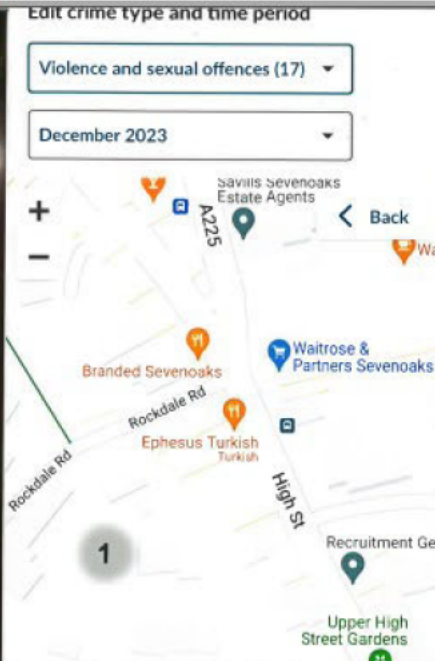 Edit crime type and time period
Violence and sexual offences (17)
December 2023
Savills Sevenoaks
Estate Agents
A225
+
Back
−
Wa
Branded Sevenoaks
Waitrose &
Partners Sevenoaks
Rockdale Rd
Ephesus Turkish
Turkish
Rockdale Rd
High St
1
Recruitment Ge
Upper High
Street Gardens